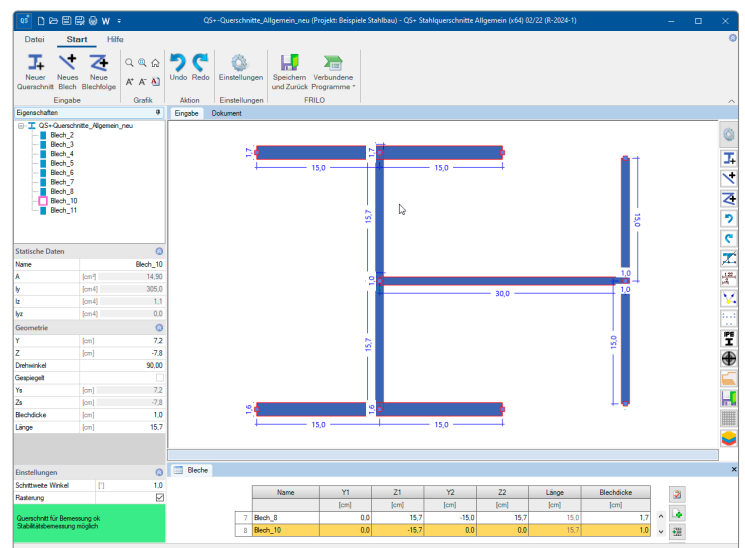 QS+-Querschnitte_Allgemein_neu (Projekt: Beispiele Stahlbau) - QS+ Stahlquerschnitte Allgemein (x64) 02/22 (R-2024-1)
Datei Start Hilfe
Neuer Querschnitt
Neues Blech
Neue Blechfolge
Undo Redo
Einstellungen
Speichern und Zurück
Verbundene Programme
Eingabe Grafik Aktion Einstellungen FRILO
Eigenschaften
Eingabe Dokument
QS+-Querschnitte_Allgemein_neu
Blech_2
Blech_3
Blech_4
Blech_5
Blech_6
Blech_7
Blech_8
Blech_10
Blech_11
Statische Daten
Name Blech_10
A [cm²] 14,90
Iy [cm4] 305,0
Iz [cm4] 1,1
Iyz [cm4] 0,0
Geometrie
Y [cm] 7,2
Z [cm] -7,8
Drehwinkel 90,00
Gespiegelt
Ys [cm] 7,2
Zs [cm] -7,8
Blechdicke [cm] 1,0
Länge [cm] 15,7
Einstellungen
Schrittweite Winkel [°] 1,0
Rasterung
Querschnitt für Bemessung ok
Stabilitätsbemessung möglich
1,7
1,7
15,0
15,0
15,7
15,0
1,0
1,0
30,0
1,0
15,7
15,0
1,6
1,6
15,0
15,0
IPE
Bleche
Name Y1 Z1 Y2 Z2 Länge Blechdicke
[cm] [cm] [cm] [cm] [cm] [cm]
7 Blech_8 0,0 15,7 -15,0 15,7 15,0 1,7
8 Blech_10 0,0 -15,7 0,0 0,0 15,7 1,0